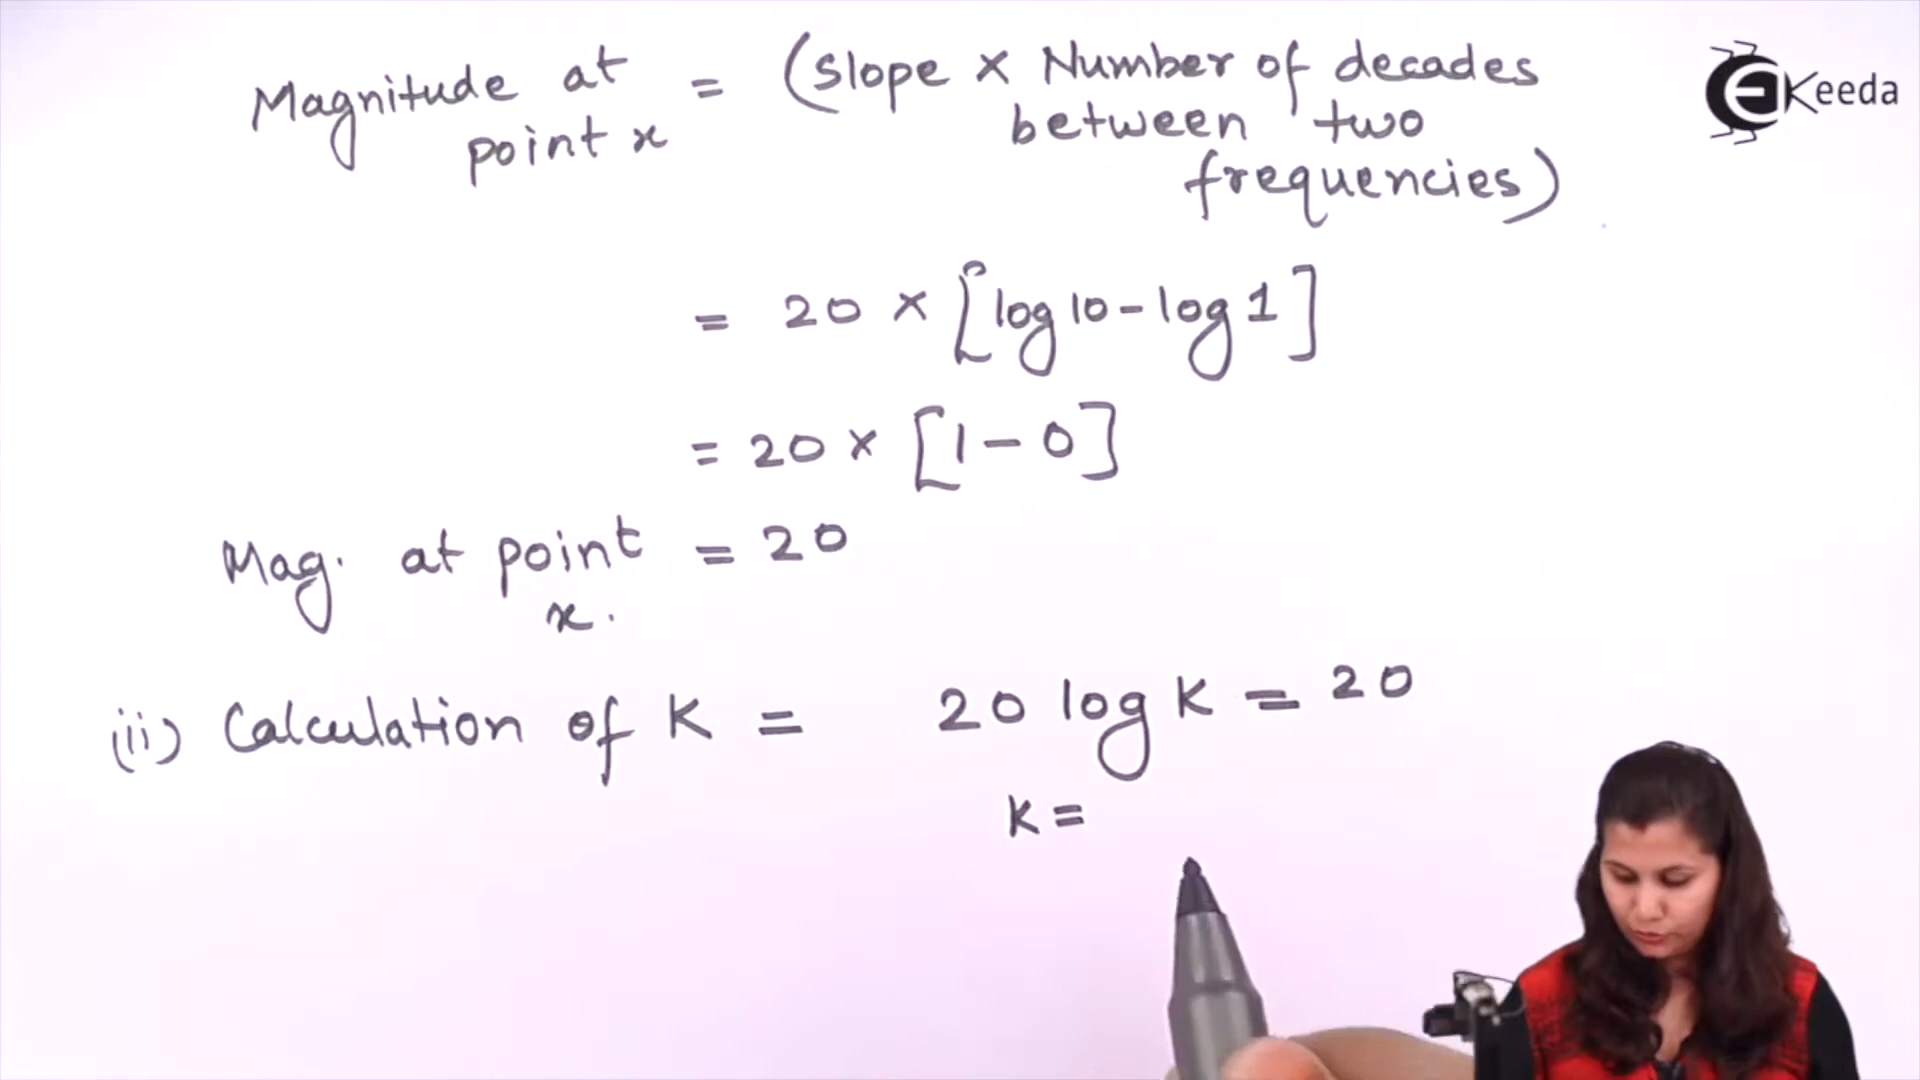 Magnitude at = (slope × Number of decades
point x between two
frequencies)
= 20 × [log 10 - log 1]
= 20 × [1 - 0]
Mag. at point = 20
x.
(ii) Calculation of K = 20 log K = 20
K =
EKeeda